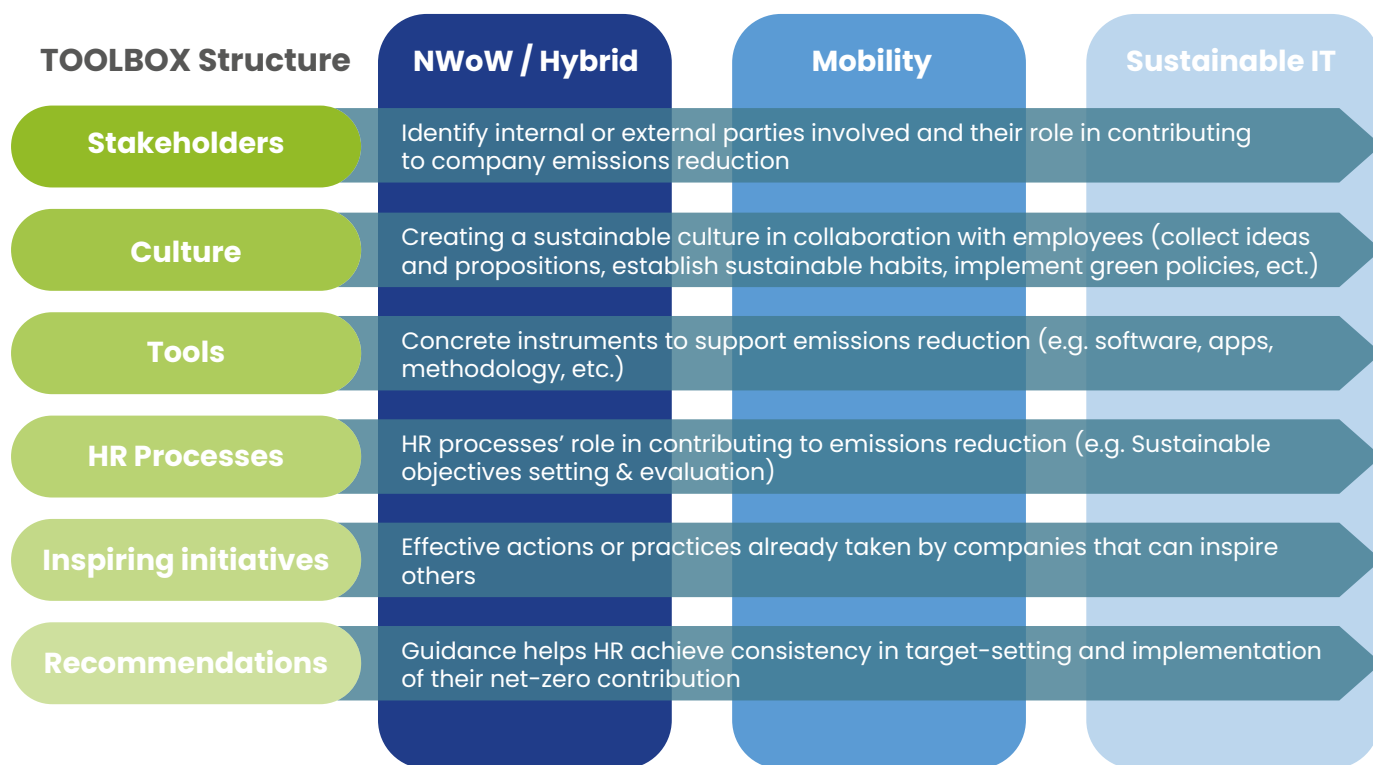 TOOLBOX Structure
NWoW / Hybrid
Mobility
Sustainable IT
Stakeholders
Identify internal or external parties involved and their role in contributing
to company emissions reduction
Culture
Creating a sustainable culture in collaboration with employees (collect ideas
and propositions, establish sustainable habits, implement green policies, ect.)
Tools
Concrete instruments to support emissions reduction (e.g. software, apps,
methodology, etc.)
HR Processes
HR processes’ role in contributing to emissions reduction (e.g. Sustainable
objectives setting & evaluation)
Inspiring initiatives
Effective actions or practices already taken by companies that can inspire
others
Recommendations
Guidance helps HR achieve consistency in target-setting and implementation
of their net-zero contribution